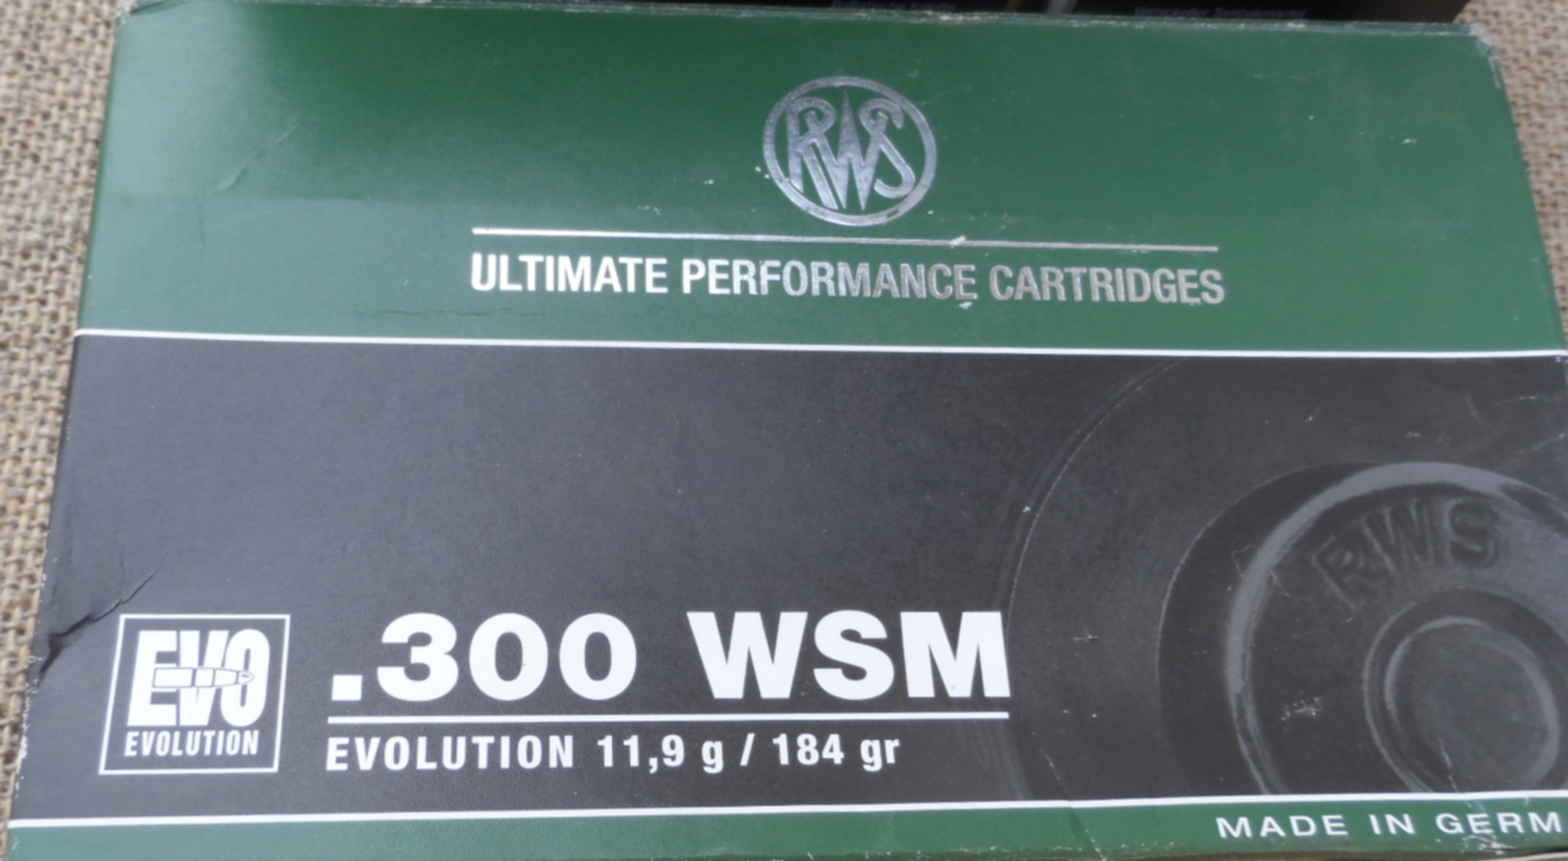 RWS
ULTIMATE PERFORMANCE CARTRIDGES
RWS
EVO
EVOLUTION
.300 WSM
EVOLUTION 11,9 g / 184 gr
MADE IN GERM